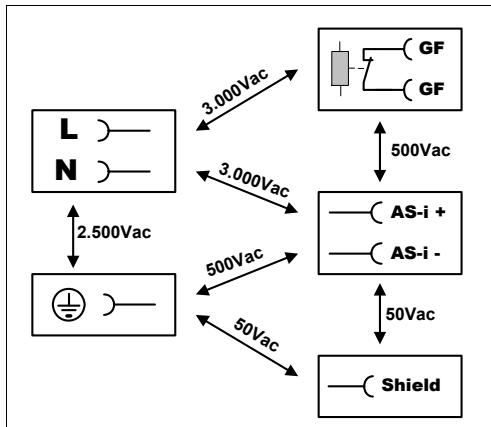 GF
GF
3.000Vac
L
N
500Vac
3.000Vac
AS-i +
AS-i -
2.500Vac
500Vac
50Vac
50Vac
Shield